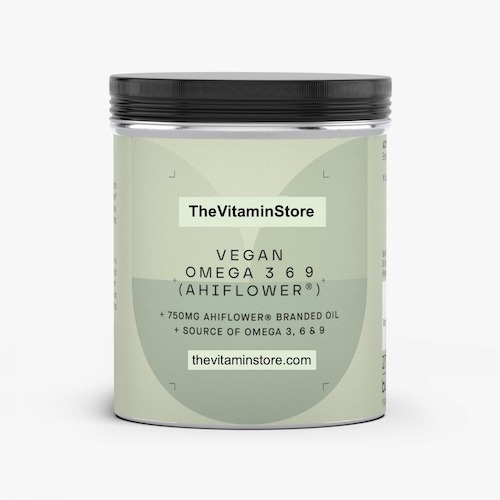 TheVitaminStore
VEGAN
OMEGA 3 6 9
(AHIFLOWER®)
+ 750MG AHIFLOWER® BRANDED OIL
+ SOURCE OF OMEGA 3, 6 & 9
thevitaminstore.com